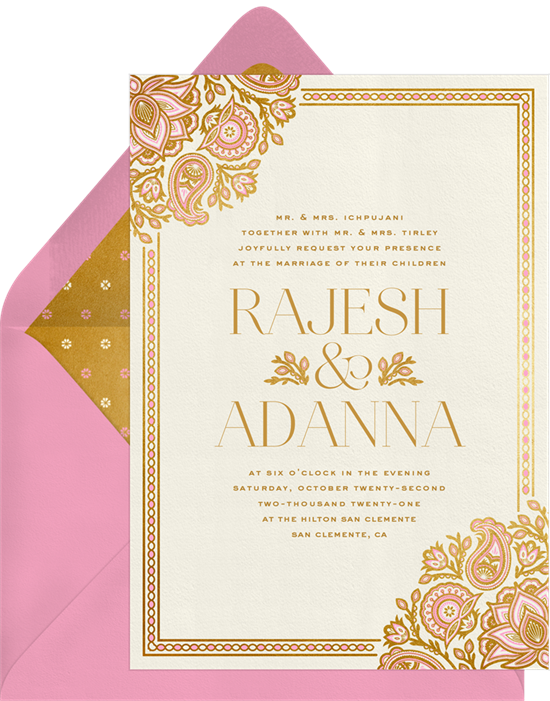 MR. & MRS. ICHPUJANI
TOGETHER WITH MR. & MRS. TIRLEY
JOYFULLY REQUEST YOUR PRESENCE
AT THE MARRIAGE OF THEIR CHILDREN
RAJESH
&
ADANNA
AT SIX O'CLOCK IN THE EVENING
SATURDAY, OCTOBER TWENTY-SECOND
TWO-THOUSAND TWENTY-ONE
AT THE HILTON SAN CLEMENTE
SAN CLEMENTE, CA